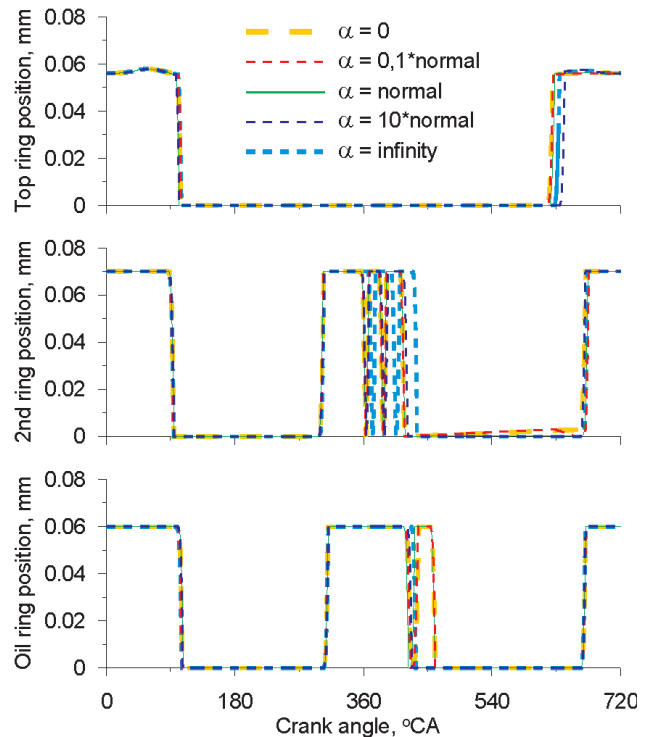 Top ring position, mm
0.08
0.06
0.04
0.02
0
α = 0
α = 0,1*normal
α = normal
α = 10*normal
α = infinity
2nd ring position, mm
0.08
0.06
0.04
0.02
0
Oil ring position, mm
0.08
0.06
0.04
0.02
0
0 180 360 540 720
Crank angle, °CA